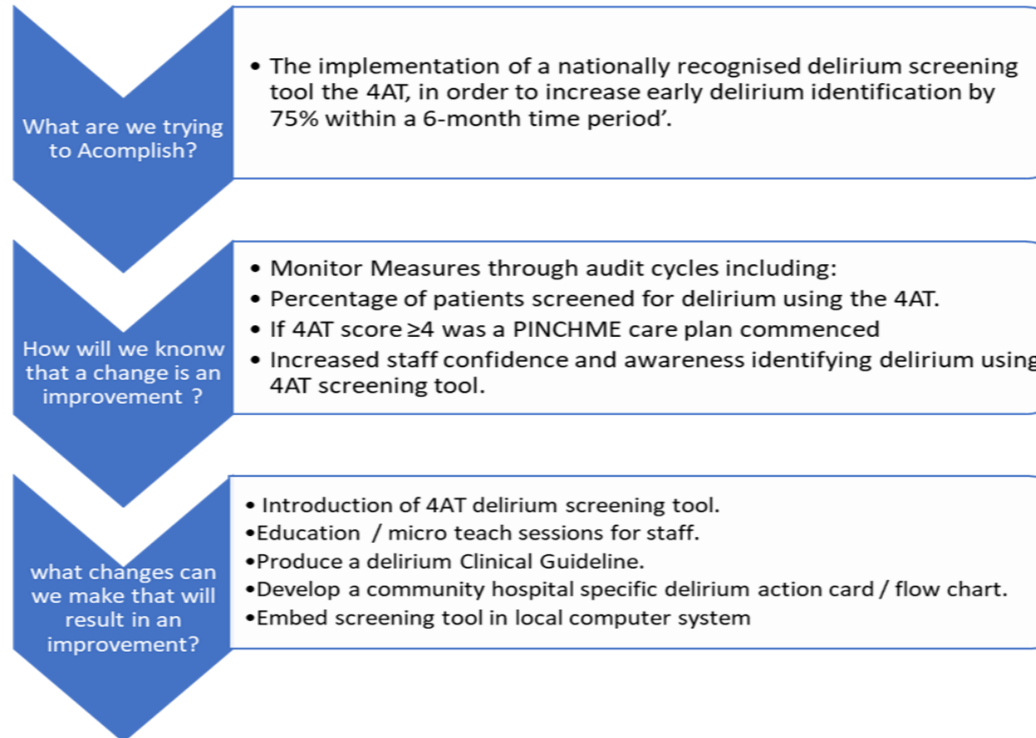 What are we trying
to Acomplish?
• The implementation of a nationally recognised delirium screening
tool the 4AT, in order to increase early delirium identification by
75% within a 6-month time period’.
How will we knonw
that a change is an
improvement ?
• Monitor Measures through audit cycles including:
• Percentage of patients screened for delirium using the 4AT.
• If 4AT score ≥4 was a PINCHME care plan commenced
• Increased staff confidence and awareness identifying delirium using
4AT screening tool.
what changes can
we make that will
result in an
improvement?
• Introduction of 4AT delirium screening tool.
•Education / micro teach sessions for staff.
•Produce a delirium Clinical Guideline.
•Develop a community hospital specific delirium action card / flow chart.
•Embed screening tool in local computer system